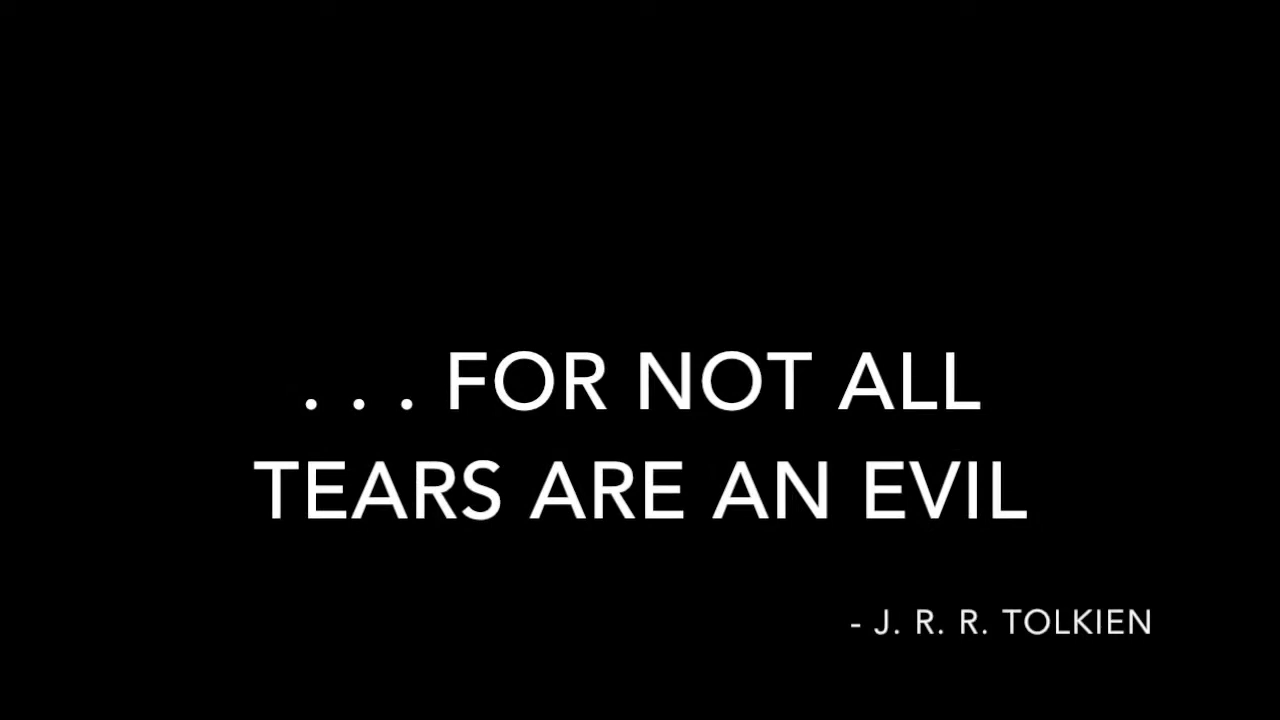 . . . FOR NOT ALL
TEARS ARE AN EVIL
- J. R. R. TOLKIEN